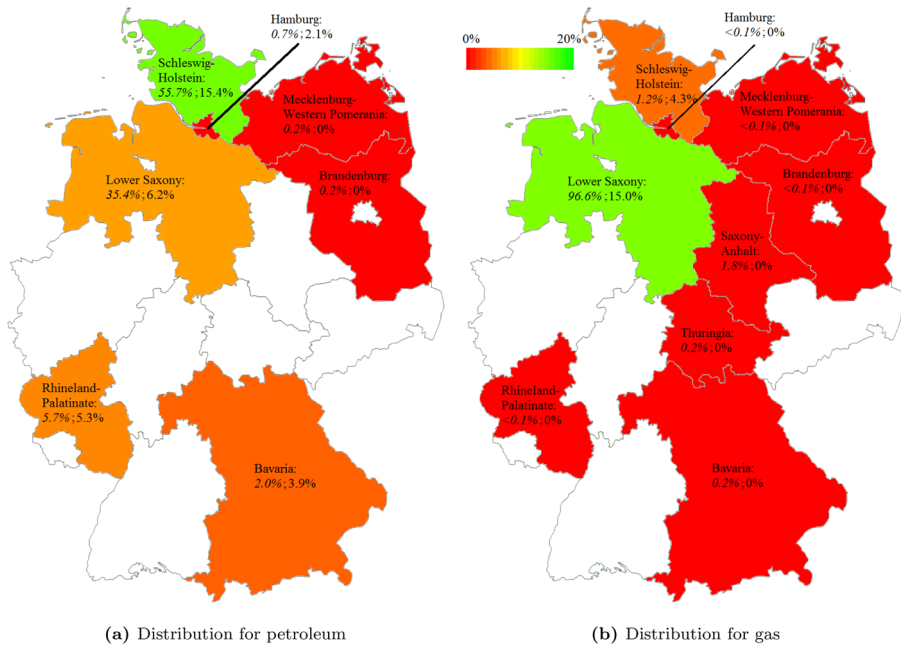 Hamburg:
0.7%;2.1%
Schleswig-
Holstein:
55.7%;15.4%
Mecklenburg-
Western Pomerania:
0.2%;0%
Lower Saxony:
35.4%;6.2%
Brandenburg:
0.2%;0%
Rhineland-
Palatinate:
5.7%;5.3%
Bavaria:
2.0%;3.9%
(a) Distribution for petroleum
0%
20%
Hamburg:
<0.1%;0%
Schleswig-
Holstein:
1.2%;4.3%
Mecklenburg-
Western Pomerania:
<0.1%;0%
Lower Saxony:
96.6%;15.0%
Brandenburg:
<0.1%;0%
Saxony-
Anhalt:
1.8%;0%
Thuringia:
0.2%;0%
Rhineland-
Palatinate:
<0.1%;0%
Bavaria:
0.2%;0%
(b) Distribution for gas